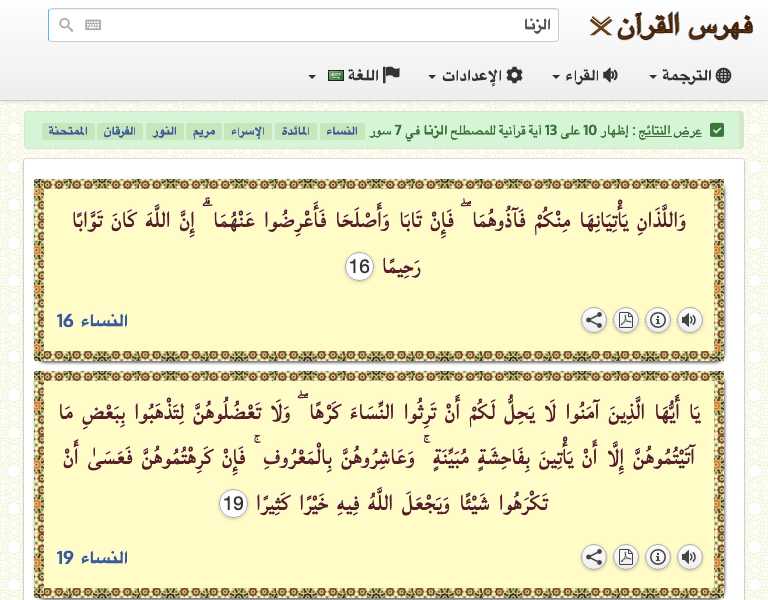 فهرس القرآن
الزنا
الترجمة القراء الإعدادات اللغة
عرض النتائج : إظهار 10 على 13 آية قرآنية للمصطلح الزنا في 7 سور النساء المائدة الإسراء مريم النور الفرقان الممتحنة
وَاللَّذَانِ يَأْتِيَانِهَا مِنْكُمْ فَآذُوهُمَا ۖ فَإِنْ تَابَا وَأَصْلَحَا فَأَعْرِضُوا عَنْهُمَا ۗ إِنَّ اللَّهَ كَانَ تَوَّابًا
رَحِيمًا 16
النساء 16
يَا أَيُّهَا الَّذِينَ آمَنُوا لَا يَحِلُّ لَكُمْ أَنْ تَرِثُوا النِّسَاءَ كَرْهًا ۖ وَلَا تَعْضُلُوهُنَّ لِتَذْهَبُوا بِبَعْضِ مَا
آتَيْتُمُوهُنَّ إِلَّا أَنْ يَأْتِينَ بِفَاحِشَةٍ مُبَيِّنَةٍ ۚ وَعَاشِرُوهُنَّ بِالْمَعْرُوفِ ۚ فَإِنْ كَرِهْتُمُوهُنَّ فَعَسَىٰ أَنْ
تَكْرَهُوا شَيْئًا وَيَجْعَلَ اللَّهُ فِيهِ خَيْرًا كَثِيرًا 19
النساء 19